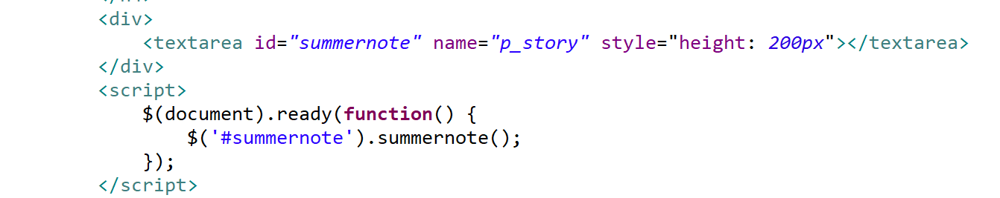 <div>
<textarea id="summernote" name="p_story" style="height: 200px"></textarea>
</div>
<script>
$(document).ready(function() {
$('#summernote').summernote();
});
</script>